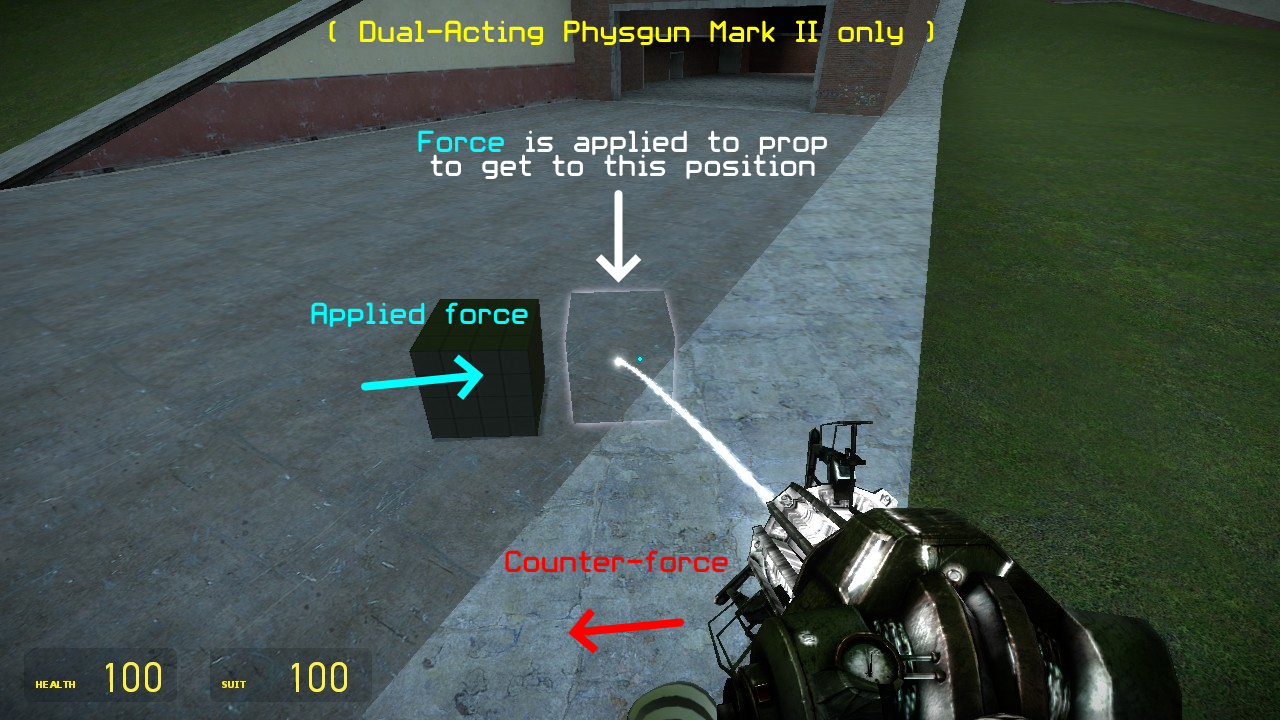 ( Dual-Acting Physgun Mark II only )
Force is applied to prop
to get to this position
Applied force
Counter-force
HEALTH 100
SUIT 100